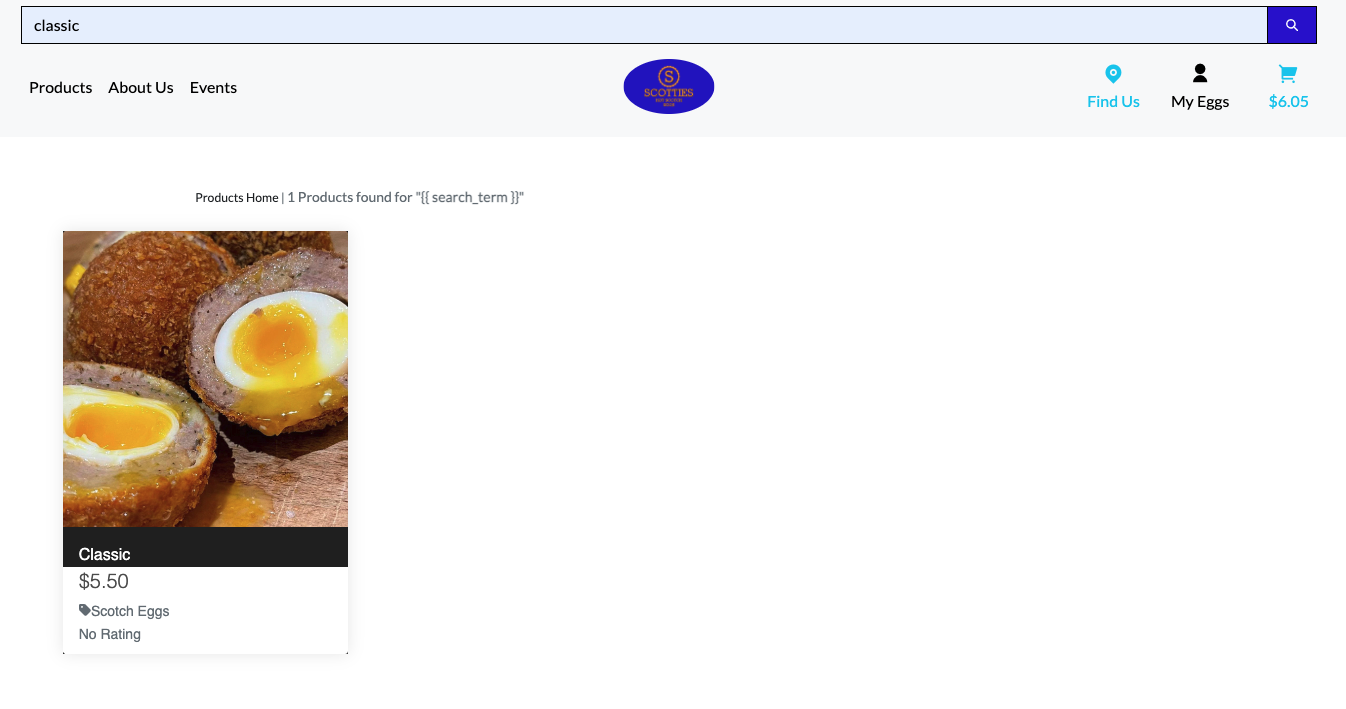 classic
Products About Us Events
S
SCOTTIES
Find Us My Eggs $6.05
Products Home | 1 Products found for "{{ search_term }}"
Classic
$5.50
Scotch Eggs
No Rating